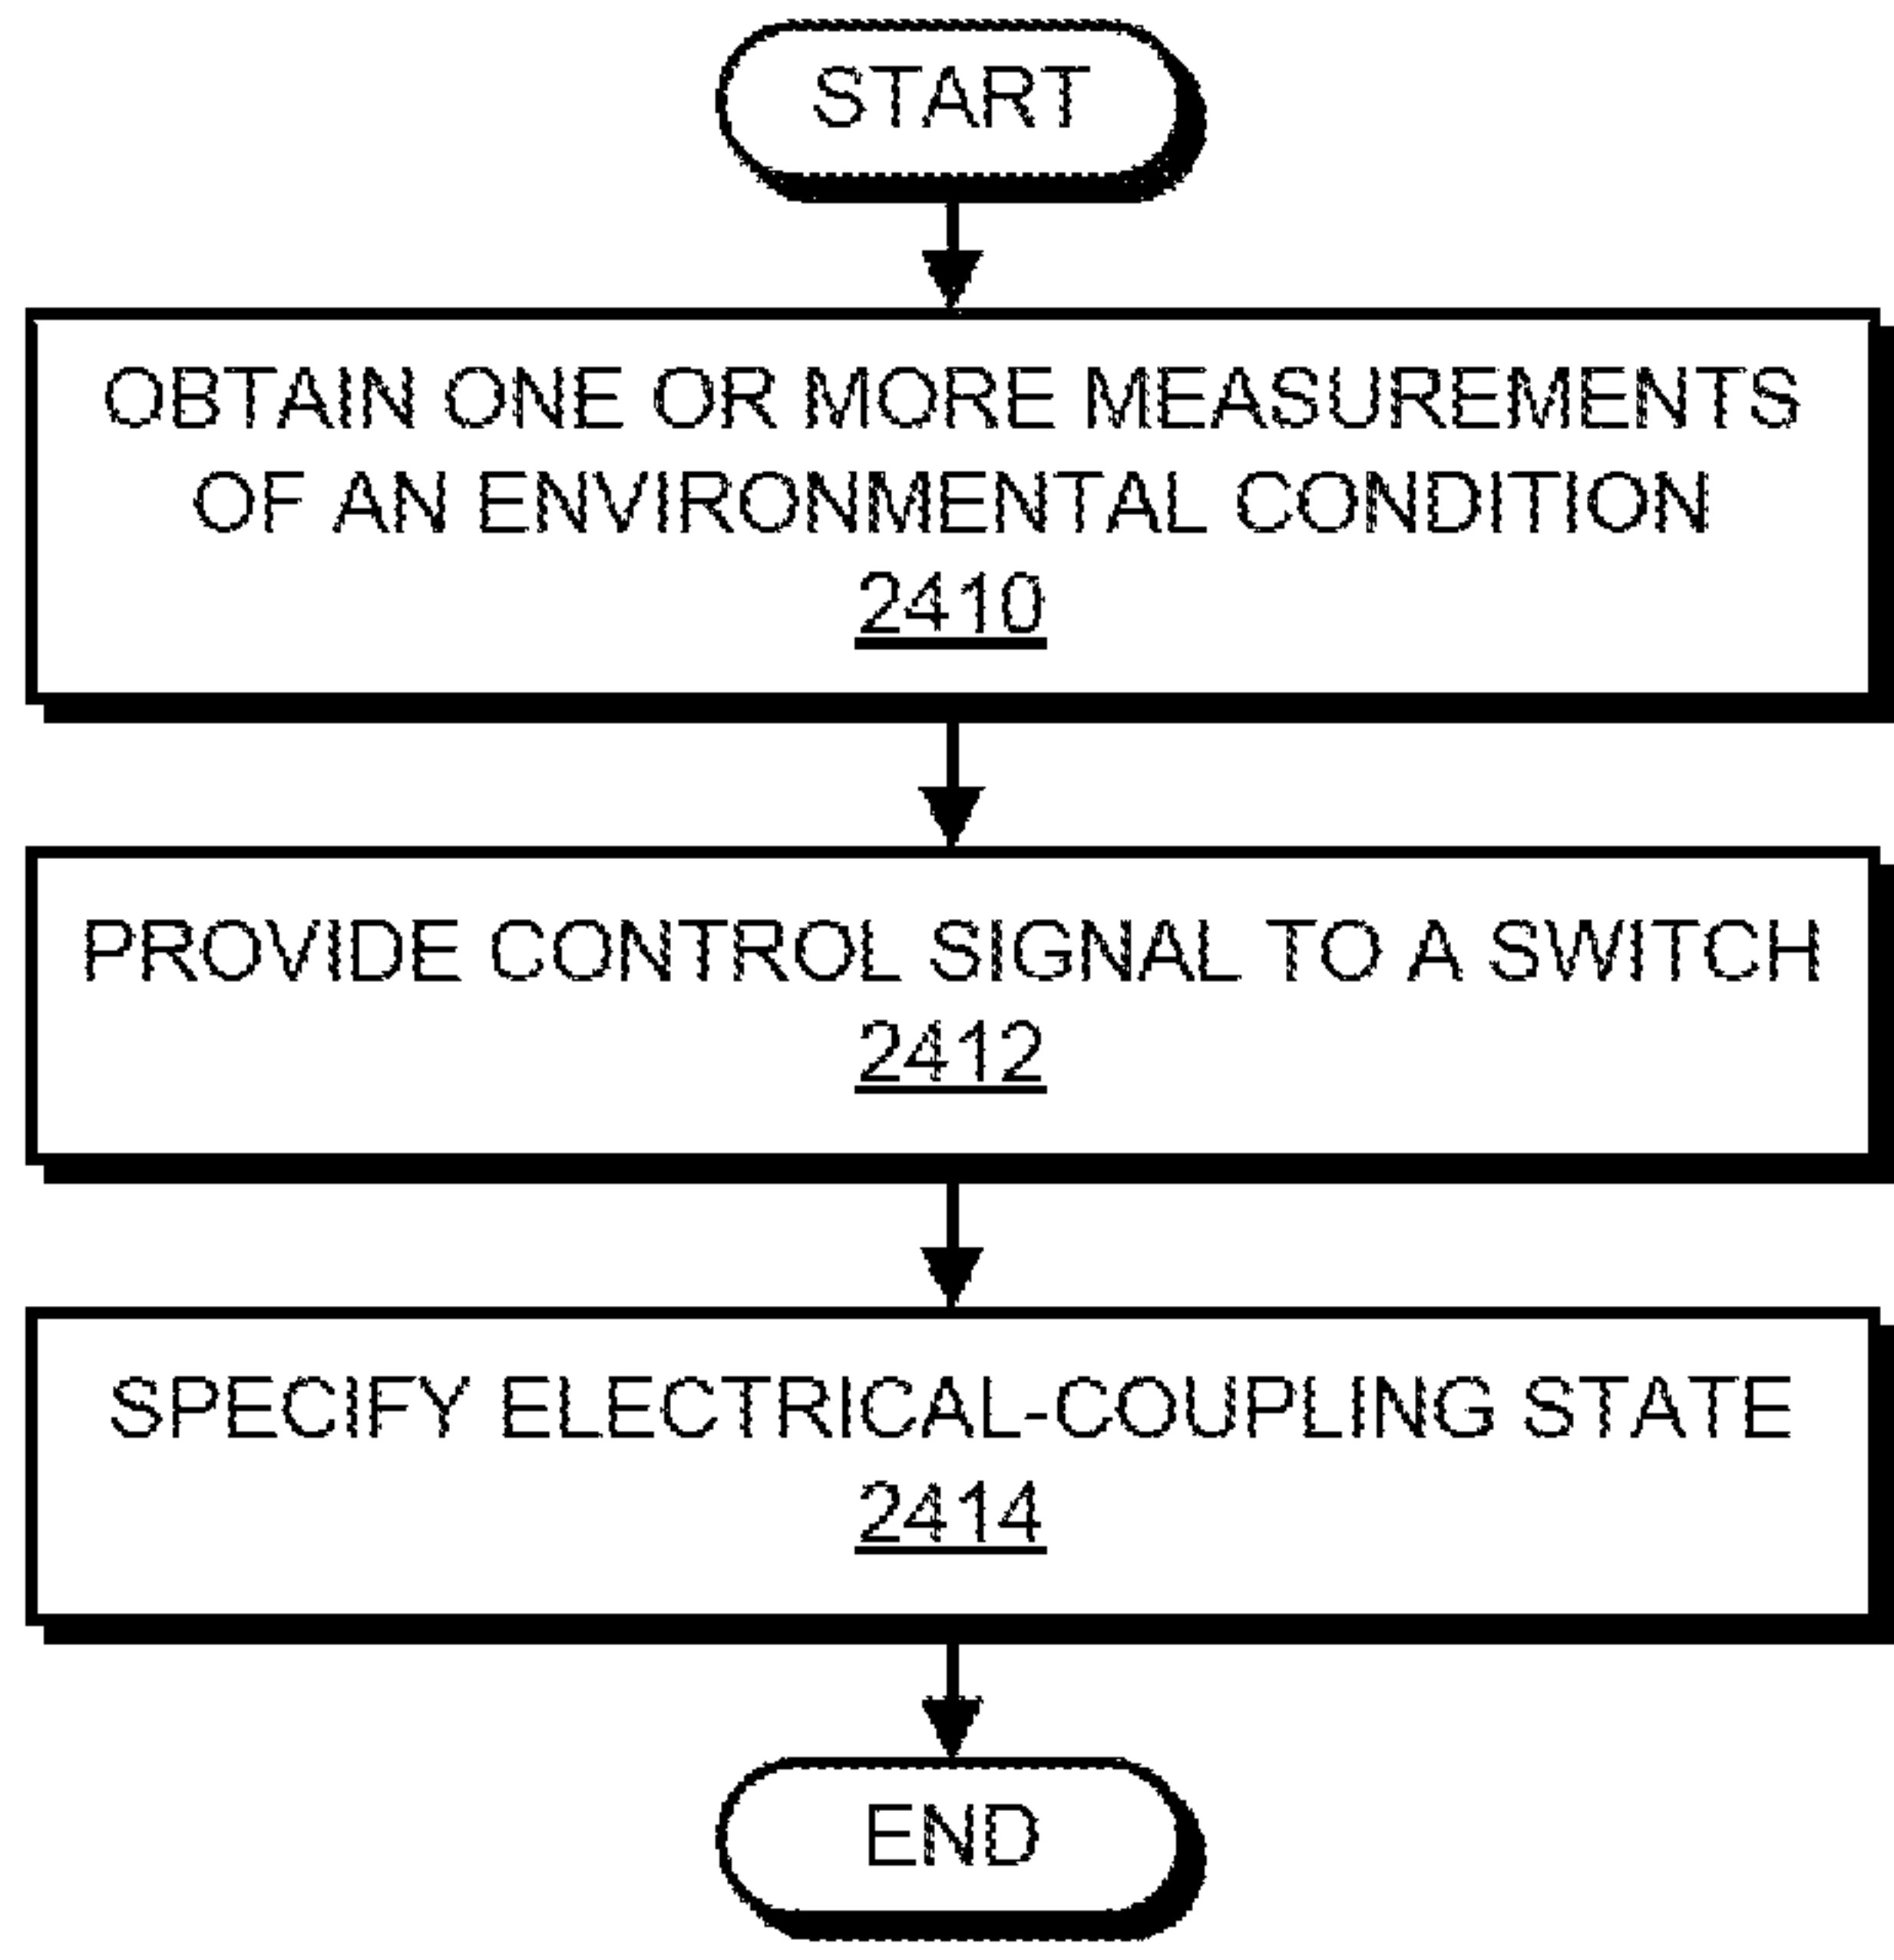 START
OBTAIN ONE OR MORE MEASUREMENTS
OF AN ENVIRONMENTAL CONDITION
2410
PROVIDE CONTROL SIGNAL TO A SWITCH
2412
SPECIFY ELECTRICAL-COUPLING STATE
2414
END